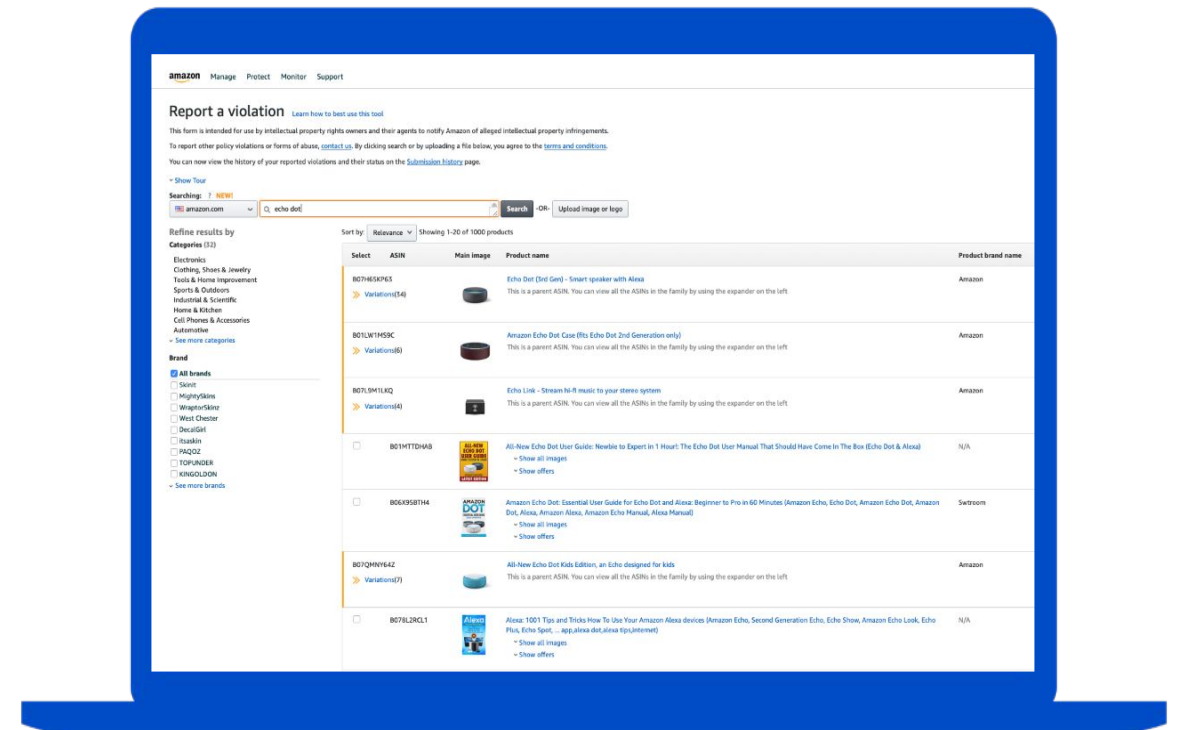 amazon Manage Protect Monitor Support
Report a violation Learn how to best use this tool
This form is intended for use by intellectual property rights owners and their agents to notify Amazon of alleged intellectual property infringements.
To report other policy violations or forms of abuse, contact us. By clicking search or by uploading a file below, you agree to the terms and conditions.
You can now view the history of your reported violations and their status on the Submission history page.
Show Tour
Searching: ? NEW!
amazon.com echo dot Search -OR- Upload image or logo
Refine results by
Categories (32)
Electronics
Clothing, Shoes & Jewelry
Tools & Home Improvement
Sports & Outdoors
Industrial & Scientific
Home & Kitchen
Cell Phones & Accessories
Automotive
See more categories
Brand
All brands
Skinit
MightySkins
WraptorSkinz
West Chester
DecalGirl
itsaskin
PAQOZ
TOPUNDER
KINGOLDON
See more brands
Sort by: Relevance Showing 1-20 of 1000 products
Select ASIN Main image Product name Product brand name
B07H65KP63 Echo Dot (3rd Gen) - Smart speaker with Alexa Amazon
Variations(34) This is a parent ASIN. You can view all the ASINs in the family by using the expander on the left
B01LW1MS9C Amazon Echo Dot Case (fits Echo Dot 2nd Generation only) Amazon
Variations(6) This is a parent ASIN. You can view all the ASINs in the family by using the expander on the left
B07L9M1LKQ Echo Link - Stream hi-fi music to your stereo system Amazon
Variations(4) This is a parent ASIN. You can view all the ASINs in the family by using the expander on the left
B01MTTDHAB All-New Echo Dot User Guide: Newbie to Expert in 1 Hour!: The Echo Dot User Manual That Should Have Come In The Box (Echo Dot & Alexa) N/A
Show all images
Show offers
ALL-NEW
ECHO DOT
USER GUIDE
LATEST EDITION
B06X95BTH4 Amazon Echo Dot: Essential User Guide for Echo Dot and Alexa: Beginner to Pro in 60 Minutes (Amazon Echo, Echo Dot, Amazon Echo Dot, Amazon Swtroom
Dot, Alexa, Amazon Alexa, Amazon Echo Manual, Alexa Manual)
Show all images
Show offers
AMAZON
DOT
B07QMNY64Z All-New Echo Dot Kids Edition, an Echo designed for kids Amazon
Variations(7) This is a parent ASIN. You can view all the ASINs in the family by using the expander on the left
B078L2RCL1 Alexa: 1001 Tips and Tricks How To Use Your Amazon Alexa devices (Amazon Echo, Second Generation Echo, Echo Show, Amazon Echo Look, Echo N/A
Plus, Echo Spot, ... app,alexa dot,alexa tips,internet)
Show all images
Show offers
Alexa